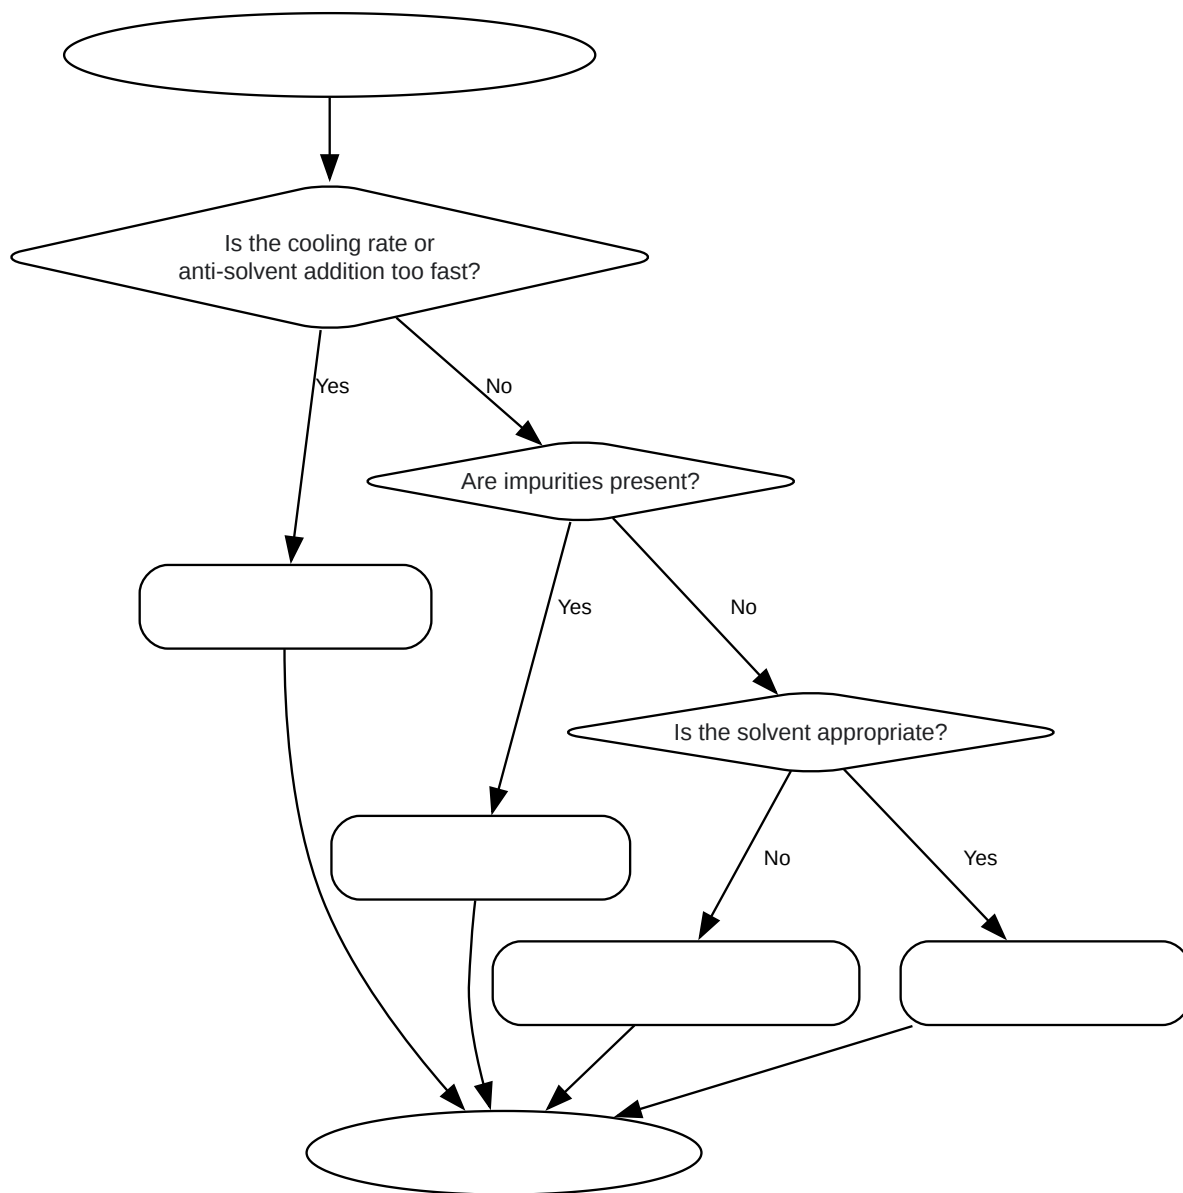 Is the cooling rate or
anti-solvent addition too fast?
Yes
No
Are impurities present?
Yes
No
Is the solvent appropriate?
No
Yes